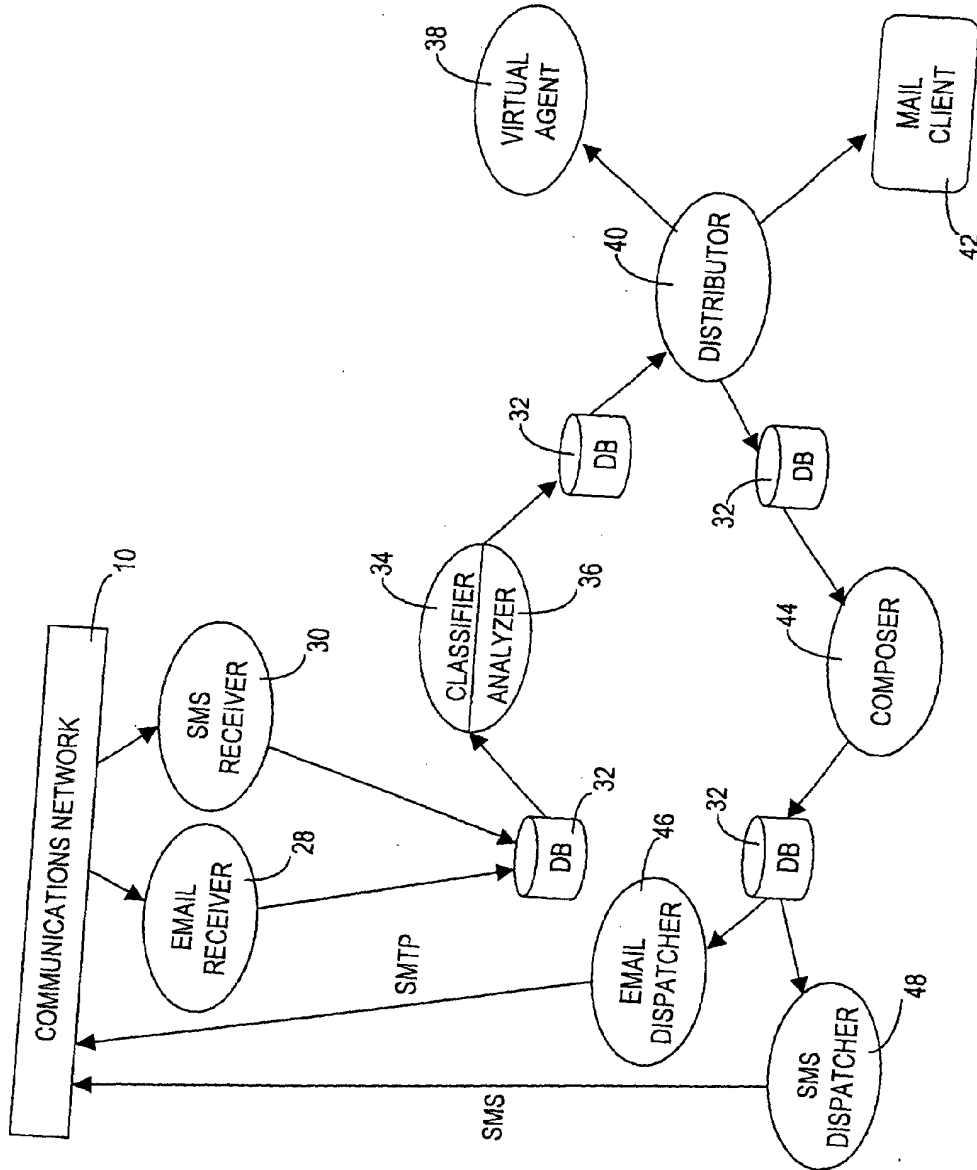 COMMUNICATIONS NETWORK
10
EMAIL
RECEIVER
28
SMS
RECEIVER
30
SMTP
SMS
DB
32
CLASSIFIER
34
ANALYZER
36
DB
32
DISTRIBUTOR
40
VIRTUAL
AGENT
38
MAIL
CLIENT
42
DB
32
COMPOSER
44
DB
32
EMAIL
DISPATCHER
46
SMS
DISPATCHER
48